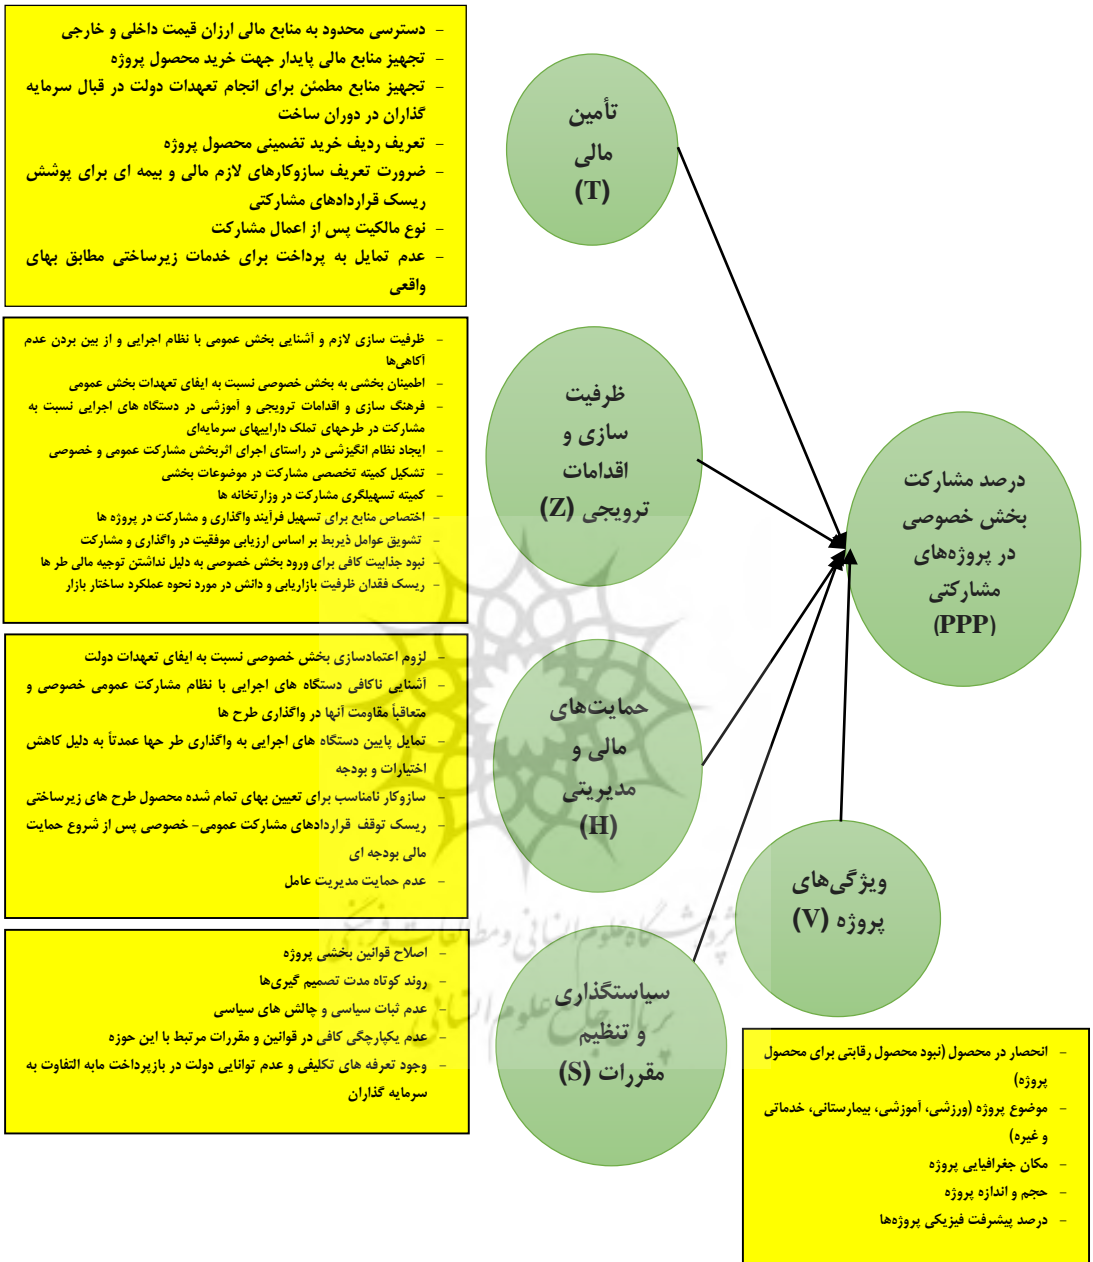 - دسترسی محدود به منابع مالی ارزان قیمت داخلی و خارجی
- تجهیز منابع مالی پایدار جهت خرید محصول پروژه
- تجهیز منابع مطمئن برای انجام تعهدات دولت در قبال سرمایه
گذاران در دوران ساخت
- تعریف ردیف خرید تضمینی محصول پروژه
- ضرورت تعریف سازوکارهای لازم مالی و بیمه ای برای پوشش
ریسک قراردادهای مشارکتی
- نوع مالکیت پس از اعمال مشارکت
- عدم تمایل به پرداخت برای خدمات زیرساختی مطابق بهای
واقعی
تأمین
مالی
(T)
- ظرفیت سازی لازم و آشنایی بخش عمومی با نظام اجرایی و از بین بردن عدم
آکاهی‌ها
- اطمینان بخشی به بخش خصوصی نسبت به ایفای تعهدات بخش عمومی
- فرهنگ سازی و اقدامات ترویجی و آموزشی در دستگاه های اجرایی نسبت به
مشارکت در طرحهای تملک داراییهای سرمایه‌ای
- ایجاد نظام انگیزشی در راستای اجرای اثربخش مشارکت عمومی و خصوصی
- تشکیل کمیته تخصصی مشارکت در موضوعات بخشی
- کمیته تسهیلگری مشارکت در وزارتخانه ها
- اختصاص منابع برای تسهیل فرآیند واگذاری و مشارکت در پروژه ها
- تشویق عوامل ذیربط بر اساس ارزیابی موفقیت در واگذاری و مشارکت
- نبود جذابیت کافی برای ورود بخش خصوصی به دلیل نداشتن توجیه مالی طر ها
- ریسک فقدان ظرفیت بازاریابی و دانش در مورد نحوه عملکرد ساختار بازار
ظرفیت
سازی و
اقدامات
ترویجی (Z)
درصد مشارکت
بخش خصوصی
در پروژه‌های
مشارکتی
(PPP)
- لزوم اعتمادسازی بخش خصوصی نسبت به ایفای تعهدات دولت
- آشنایی ناکافی دستگاه های اجرایی با نظام مشارکت عمومی خصوصی و
متعاقباً مقاومت آنها در واگذاری طرح ها
- تمایل پایین دستگاه های اجرایی به واگذاری طر حها عمدتاً به دلیل کاهش
اختیارات و بودجه
- سازوکار نامناسب برای تعیین بهای تمام شده محصول طرح های زیرساختی
- ریسک توقف قراردادهای مشارکت عمومی- خصوصی پس از شروع حمایت
مالی بودجه ای
- عدم حمایت مدیریت عامل
حمایت‌های
مالی و
مدیریتی
(H)
ویژگی‌های
پروژه (V)
پژوهشگاه علوم انسانی و مطالعات فرهنگی
پرتال جامع علوم انسانی
- اصلاح قوانین بخشی پروژه
- روند کوتاه مدت تصمیم گیری‌ها
- عدم ثبات سیاسی و چالش های سیاسی
- عدم یکپارچگی کافی در قوانین و مقررات مرتبط با این حوزه
- وجود تعرفه های تکلیفی و عدم توانایی دولت در بازپرداخت مابه التفاوت به
سرمایه گذاران
سیاستگذاری
و تنظیم
مقررات (S)
- انحصار در محصول (نبود محصول رقابتی برای محصول
پروژه)
- موضوع پروژه (ورزشی، آموزشی، بیمارستانی، خدماتی
و غیره)
- مکان جغرافیایی پروژه
- حجم و اندازه پروژه
- درصد پیشرفت فیزیکی پروژه‌ها